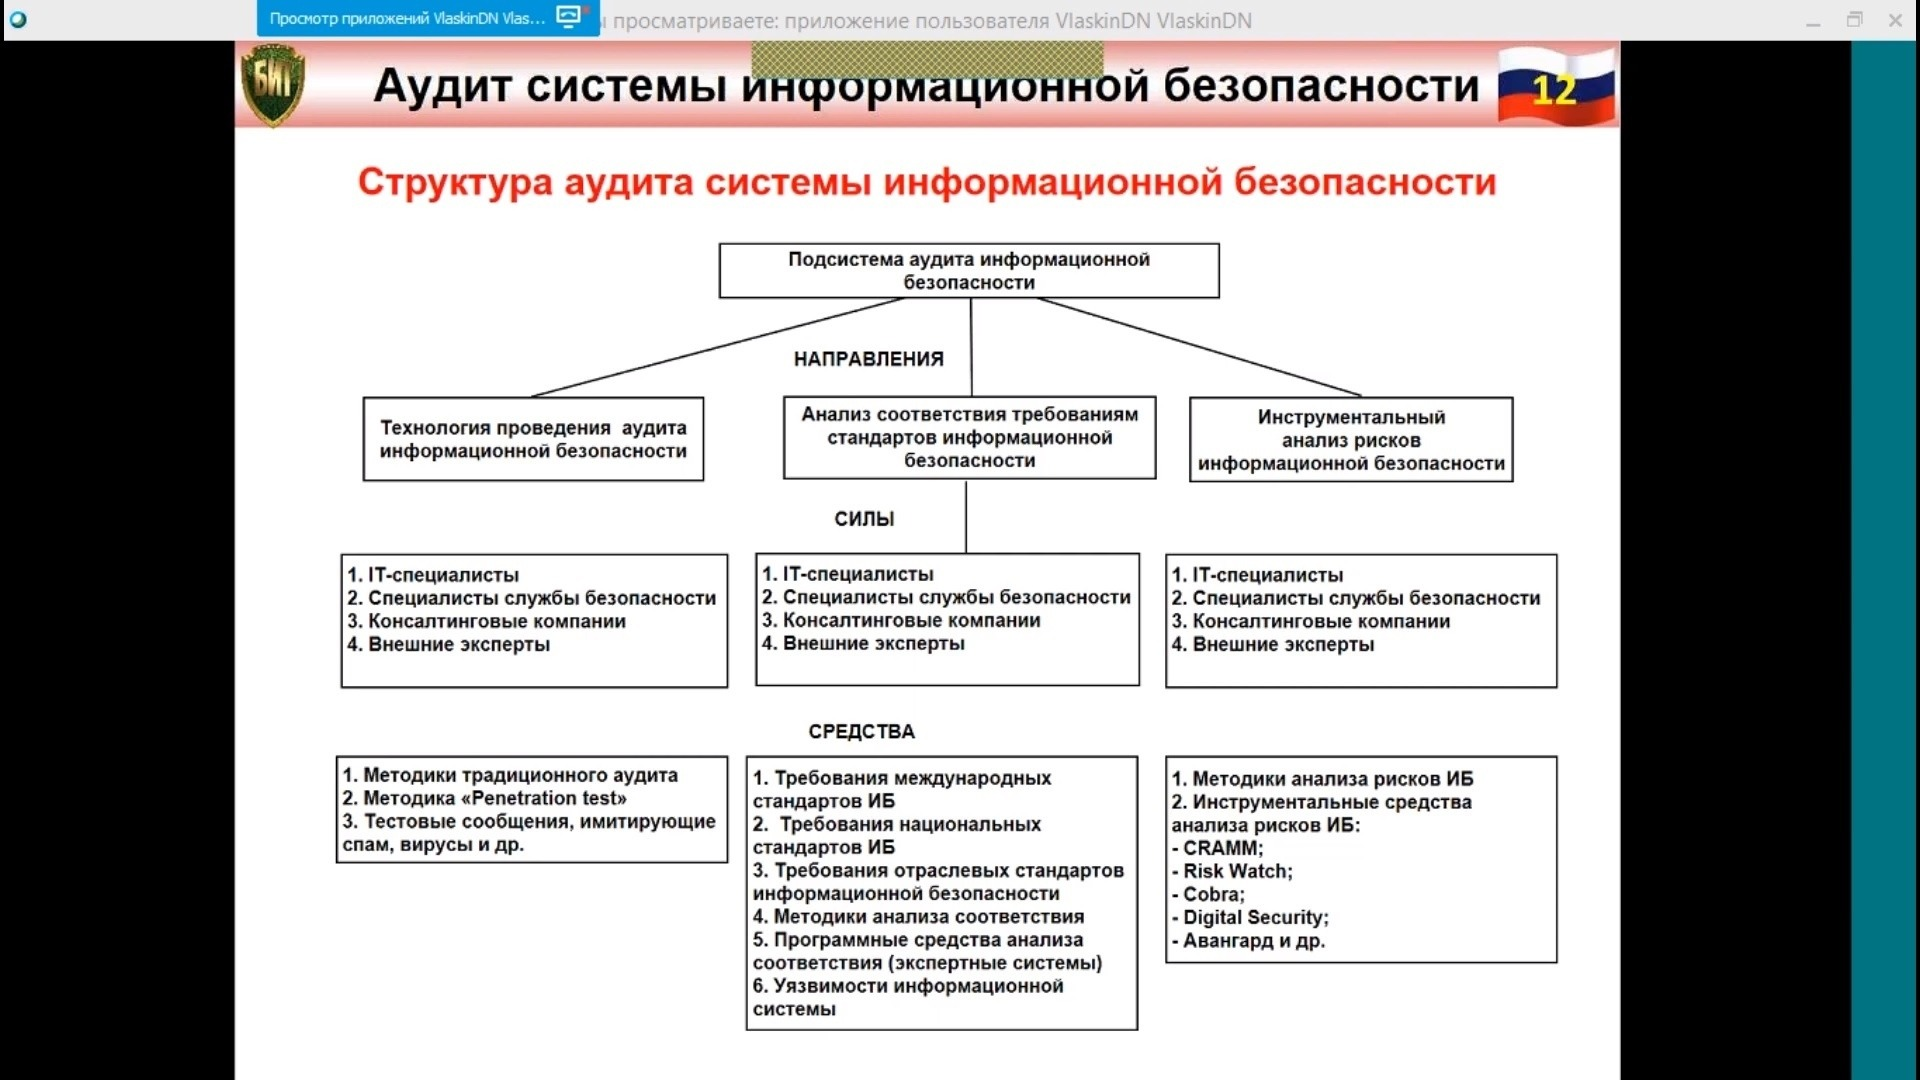 Просмотр приложений VlaskinDN Vlas...
просматриваете: приложение пользователя VlaskinDN VlaskinDN
БИТ
Аудит системы информационной безопасности
12
Структура аудита системы информационной безопасности
Подсистема аудита информационной
безопасности
НАПРАВЛЕНИЯ
Технология проведения аудита
информационной безопасности
Анализ соответствия требованиям
стандартов информационной
безопасности
Инструментальный
анализ рисков
информационной безопасности
СИЛЫ
1. IT-специалисты
2. Специалисты службы безопасности
3. Консалтинговые компании
4. Внешние эксперты
1. IT-специалисты
2. Специалисты службы безопасности
3. Консалтинговые компании
4. Внешние эксперты
1. IT-специалисты
2. Специалисты службы безопасности
3. Консалтинговые компании
4. Внешние эксперты
СРЕДСТВА
1. Методики традиционного аудита
2. Методика «Penetration test»
3. Тестовые сообщения, имитирующие
спам, вирусы и др.
1. Требования международных
стандартов ИБ
2. Требования национальных
стандартов ИБ
3. Требования отраслевых стандартов
информационной безопасности
4. Методики анализа соответствия
5. Программные средства анализа
соответствия (экспертные системы)
6. Уязвимости информационной
системы
1. Методики анализа рисков ИБ
2. Инструментальные средства
анализа рисков ИБ:
- CRAMM;
- Risk Watch;
- Cobra;
- Digital Security;
- Авангард и др.